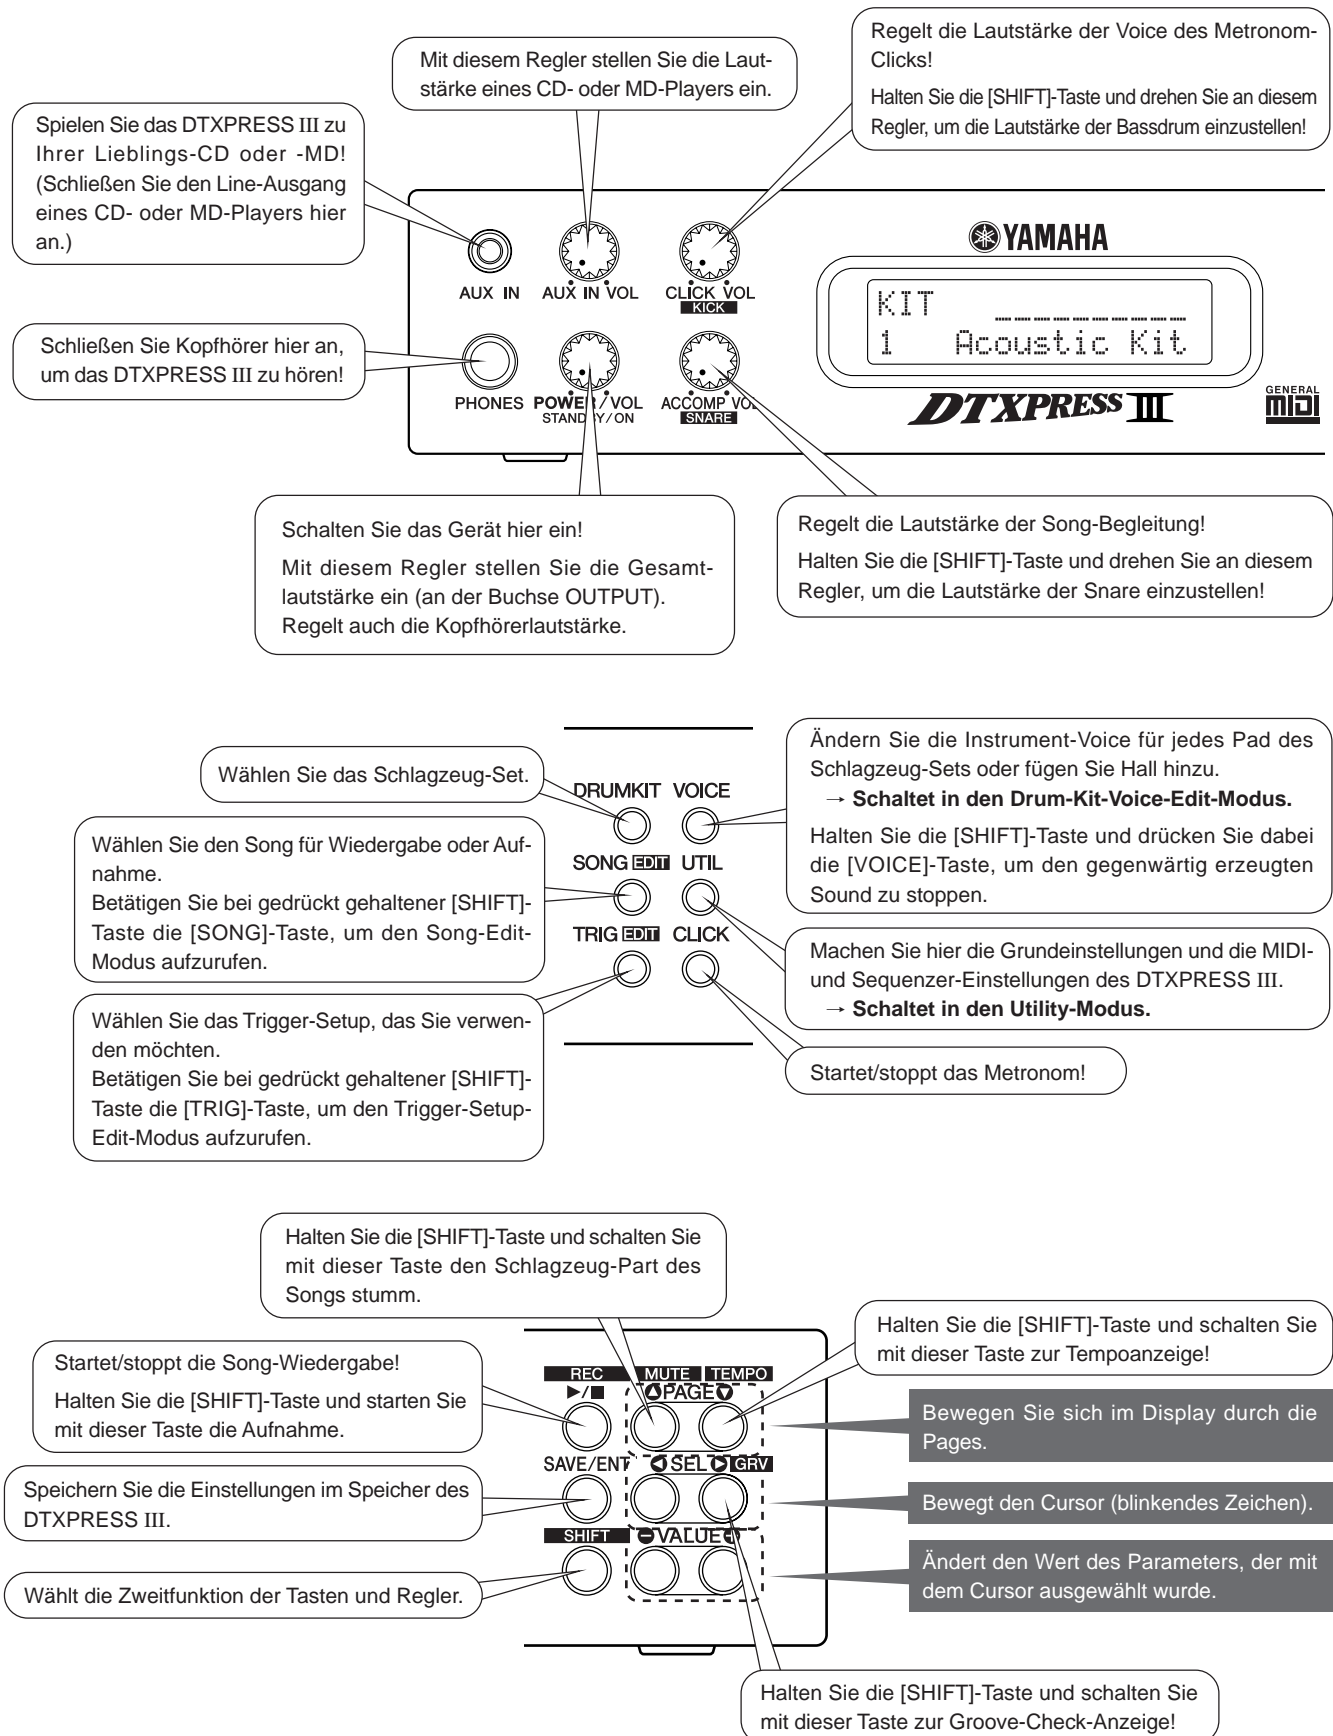 Regelt die Lautstärke der Voice des Metronom-
Clicks!
Halten Sie die [SHIFT]-Taste und drehen Sie an diesem
Regler, um die Lautstärke der Bassdrum einzustellen!
Mit diesem Regler stellen Sie die Laut-
stärke eines CD- oder MD-Players ein.
Spielen Sie das DTXPRESS III zu
Ihrer Lieblings-CD oder -MD!
(Schließen Sie den Line-Ausgang
eines CD- oder MD-Players hier
an.)
Schließen Sie Kopfhörer hier an,
um das DTXPRESS III zu hören!
AUX IN AUX IN VOL CLICK VOL
KICK
PHONES POWER/VOL ACCOMP VOL
STANDBY/ON SNARE
YAMAHA
KIT
1 Acoustic Kit
DTXPRESS III
GENERAL
MIDI
Schalten Sie das Gerät hier ein!
Mit diesem Regler stellen Sie die Gesamt-
lautstärke ein (an der Buchse OUTPUT).
Regelt auch die Kopfhörerlautstärke.
Regelt die Lautstärke der Song-Begleitung!
Halten Sie die [SHIFT]-Taste und drehen Sie an diesem
Regler, um die Lautstärke der Snare einzustellen!
Wählen Sie das Schlagzeug-Set.
Wählen Sie den Song für Wiedergabe oder Auf-
nahme.
Betätigen Sie bei gedrückt gehaltener [SHIFT]-
Taste die [SONG]-Taste, um den Song-Edit-
Modus aufzurufen.
Wählen Sie das Trigger-Setup, das Sie verwen-
den möchten.
Betätigen Sie bei gedrückt gehaltener [SHIFT]-
Taste die [TRIG]-Taste, um den Trigger-Setup-
Edit-Modus aufzurufen.
DRUMKIT VOICE
SONG EDIT UTIL
TRIG EDIT CLICK
Ändern Sie die Instrument-Voice für jedes Pad des
Schlagzeug-Sets oder fügen Sie Hall hinzu.
→ Schaltet in den Drum-Kit-Voice-Edit-Modus.
Halten Sie die [SHIFT]-Taste und drücken Sie dabei
die [VOICE]-Taste, um den gegenwärtig erzeugten
Sound zu stoppen.
Machen Sie hier die Grundeinstellungen und die MIDI-
und Sequenzer-Einstellungen des DTXPRESS III.
→ Schaltet in den Utility-Modus.
Startet/stoppt das Metronom!
Halten Sie die [SHIFT]-Taste und schalten Sie
mit dieser Taste den Schlagzeug-Part des
Songs stumm.
Startet/stoppt die Song-Wiedergabe!
Halten Sie die [SHIFT]-Taste und starten Sie
mit dieser Taste die Aufnahme.
Speichern Sie die Einstellungen im Speicher des
DTXPRESS III.
Wählt die Zweitfunktion der Tasten und Regler.
REC MUTE TEMPO
▶/■ ▲PAGE▼
SAVE/ENT ◀SEL▶ GRV
SHIFT −VALUE+
Halten Sie die [SHIFT]-Taste und schalten Sie
mit dieser Taste zur Tempoanzeige!
Bewegen Sie sich im Display durch die
Pages.
Bewegt den Cursor (blinkendes Zeichen).
Ändert den Wert des Parameters, der mit
dem Cursor ausgewählt wurde.
Halten Sie die [SHIFT]-Taste und schalten Sie
mit dieser Taste zur Groove-Check-Anzeige!